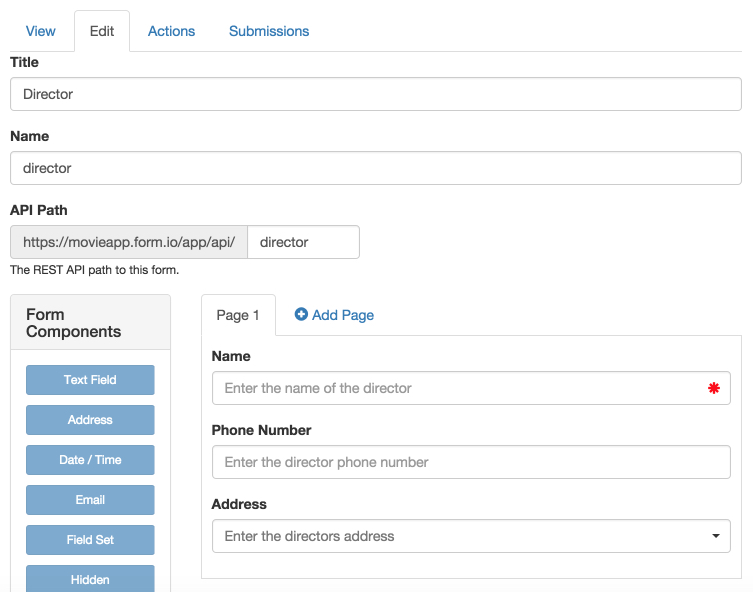 View Edit Actions Submissions
Title
Director
Name
director
API Path
https://movieapp.form.io/app/api/ director
The REST API path to this form.
Form
Components
Text Field
Address
Date / Time
Email
Field Set
Hidden
Page 1 Add Page
Name
Enter the name of the director
Phone Number
Enter the director phone number
Address
Enter the directors address